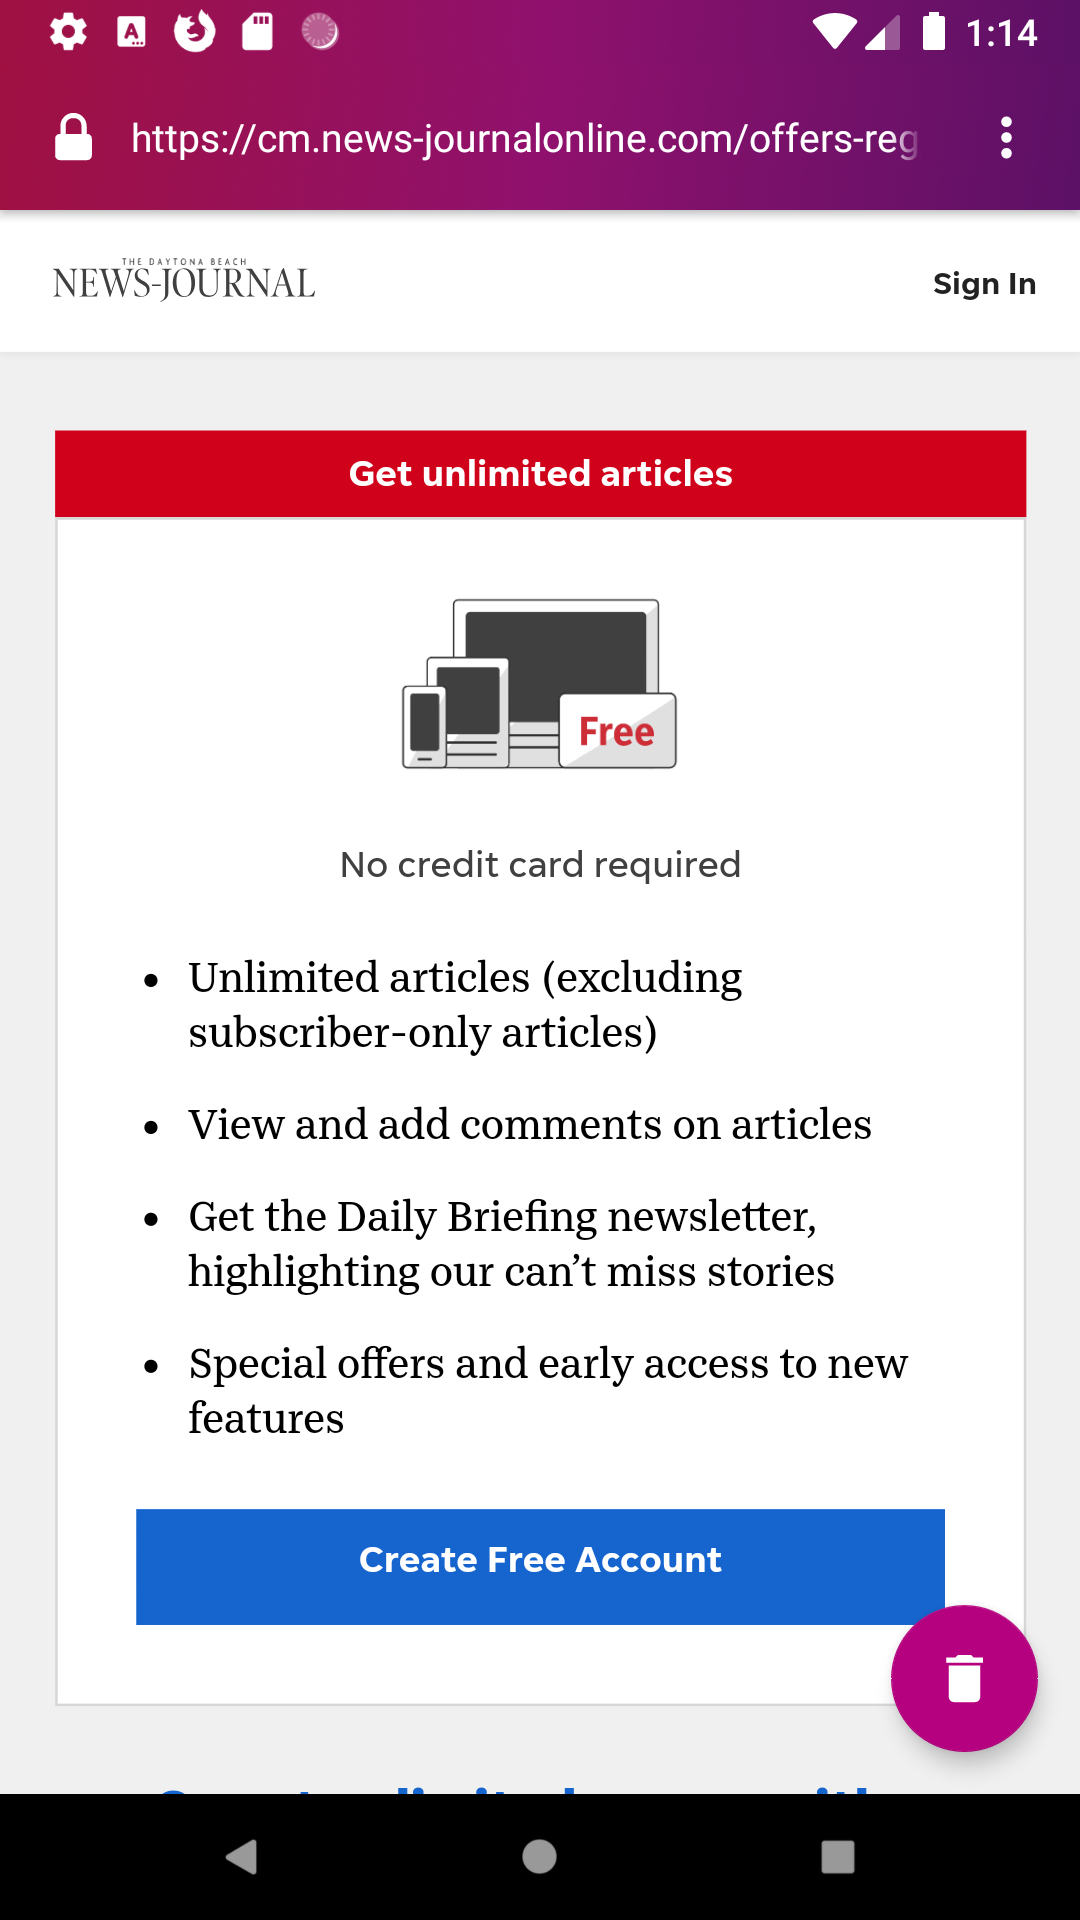 1:14
https://cm.news-journalonline.com/offers-reg
THE DAYTONA BEACH
NEWS-JOURNAL
Sign In
Get unlimited articles
Free
No credit card required
• Unlimited articles (excluding
subscriber-only articles)
• View and add comments on articles
• Get the Daily Briefing newsletter,
highlighting our can’t miss stories
• Special offers and early access to new
features
Create Free Account